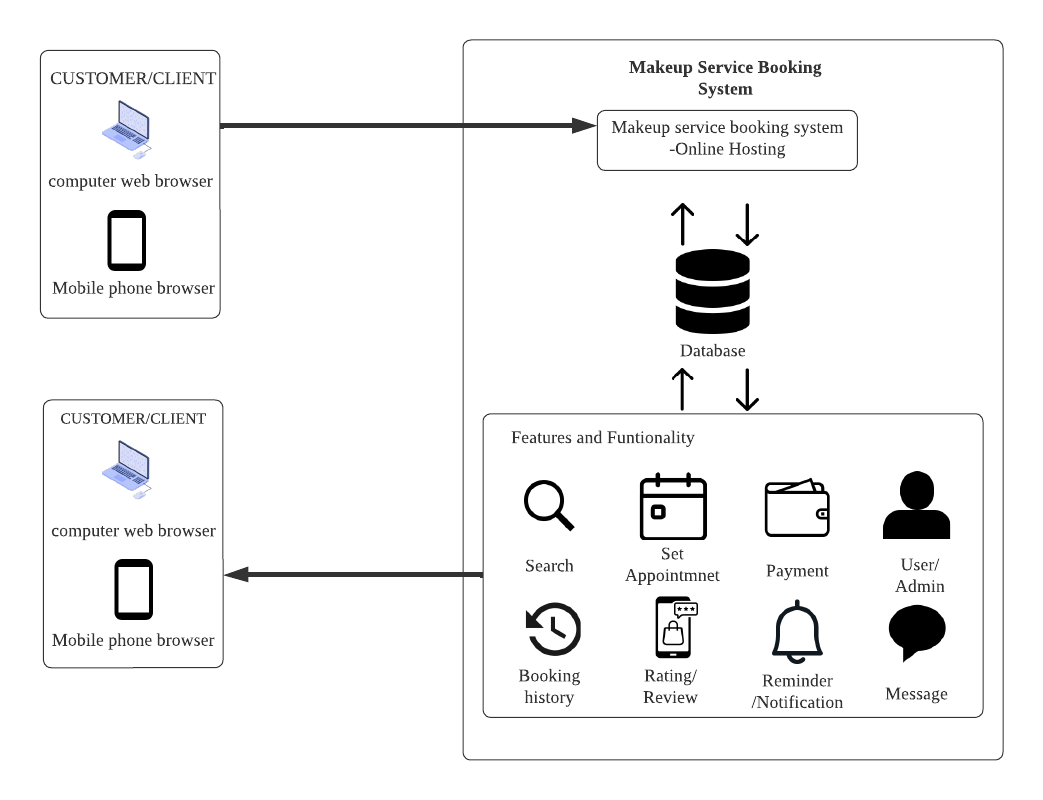 CUSTOMER/CLIENT
computer web browser
Mobile phone browser
CUSTOMER/CLIENT
computer web browser
Mobile phone browser
Makeup Service Booking
System
Makeup service booking system
-Online Hosting
Database
Features and Funtionality
Search
Set
Appointmnet
Payment
User/
Admin
Booking
history
Rating/
Review
Reminder
/Notification
Message